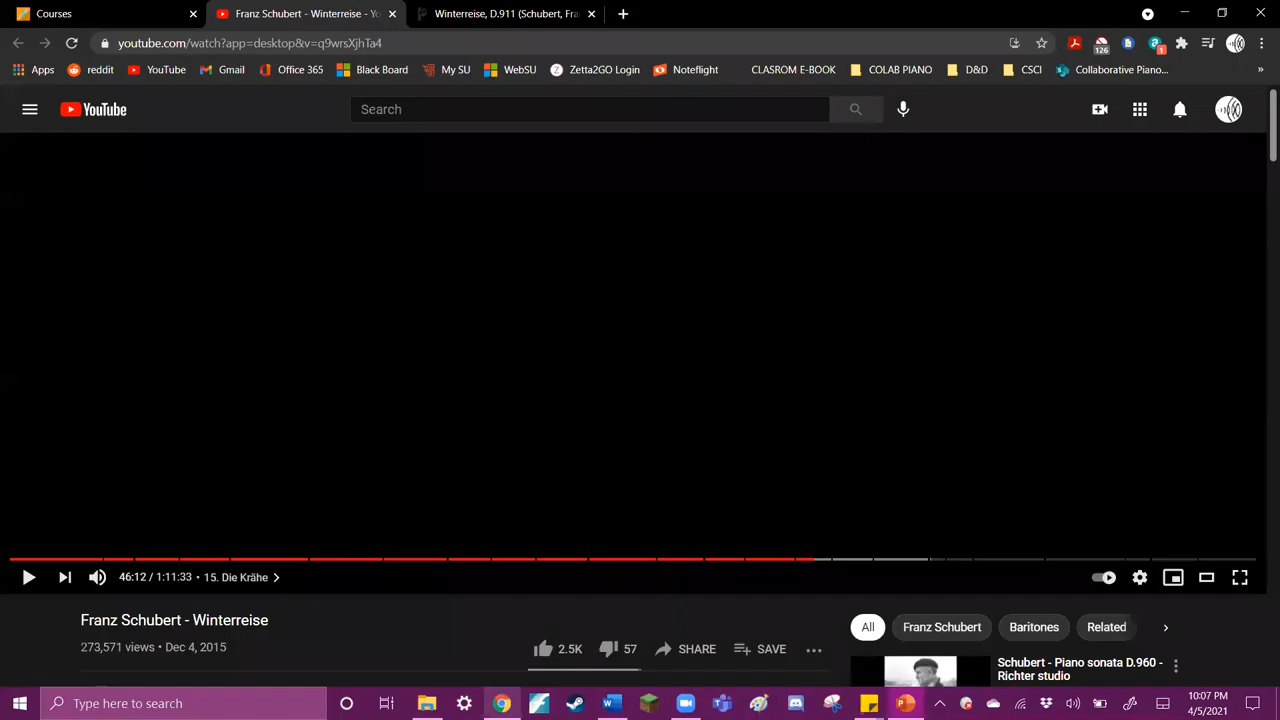 Courses
Franz Schubert - Winterreise - Yo
Winterreise, D.911 (Schubert, Fra
youtube.com/watch?app=desktop&v=q9wrsXjhTa4
126
1
Apps
reddit
YouTube
Gmail
Office 365
Black Board
My SU
WebSU
Zetta2GO Login
Noteflight
CLASROM E-BOOK
COLAB PIANO
D&D
CSCI
Collaborative Piano...
»
YouTube
Search
46:12 / 1:11:33 • 15. Die Krähe
Franz Schubert - Winterreise
273,571 views • Dec 4, 2015
2.5K
57
SHARE
SAVE
All
Franz Schubert
Baritones
Related
Schubert - Piano sonata D.960 -
Richter studio
Type here to search
10:07 PM
4/5/2021